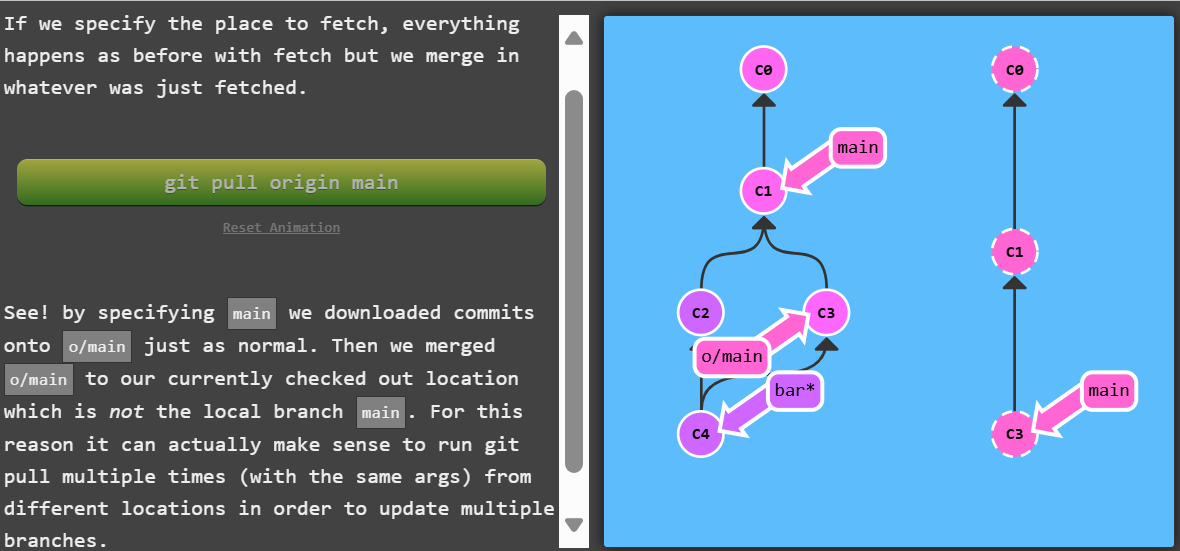 If we specify the place to fetch, everything
happens as before with fetch but we merge in
whatever was just fetched.
git pull origin main
Reset Animation
See! by specifying main we downloaded commits
onto o/main just as normal. Then we merged
o/main to our currently checked out location
which is not the local branch main. For this
reason it can actually make sense to run git
pull multiple times (with the same args) from
different locations in order to update multiple
branches.
C0
main
C1
C2
C3
o/main
bar*
C4
C0
C1
main
C3